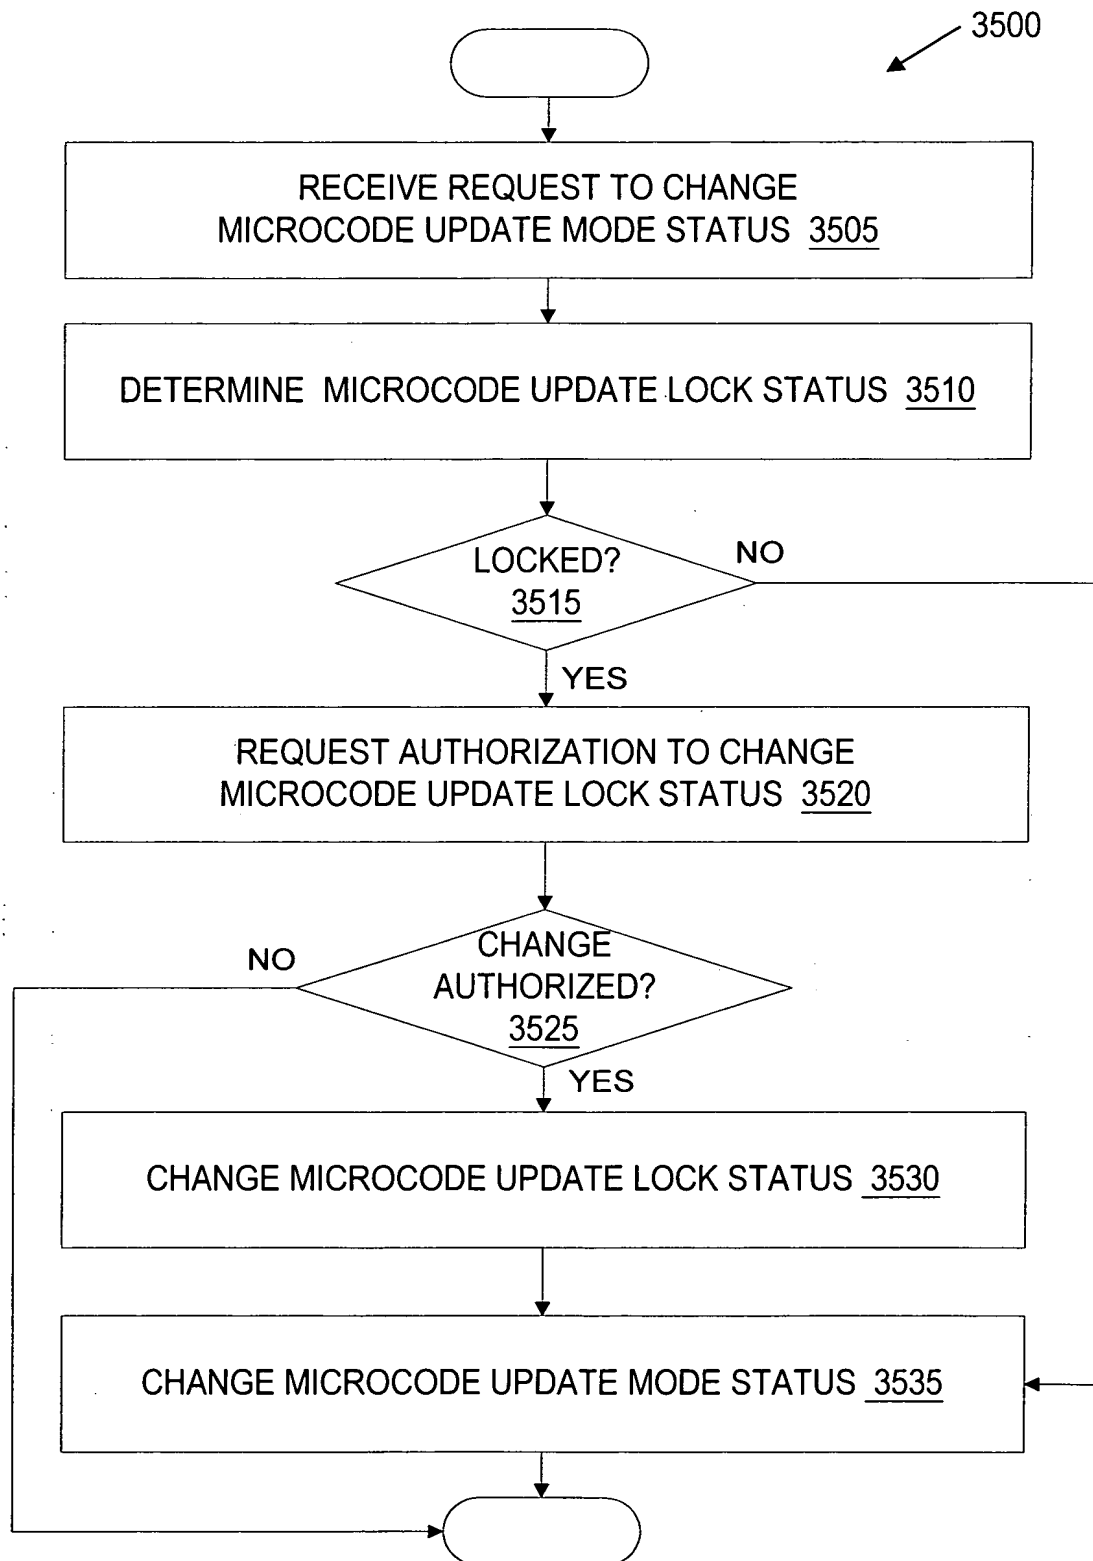 3500
RECEIVE REQUEST TO CHANGE
MICROCODE UPDATE MODE STATUS 3505
DETERMINE MICROCODE UPDATE LOCK STATUS 3510
LOCKED?
3515
NO
YES
REQUEST AUTHORIZATION TO CHANGE
MICROCODE UPDATE LOCK STATUS 3520
CHANGE
AUTHORIZED?
3525
NO
YES
CHANGE MICROCODE UPDATE LOCK STATUS 3530
CHANGE MICROCODE UPDATE MODE STATUS 3535